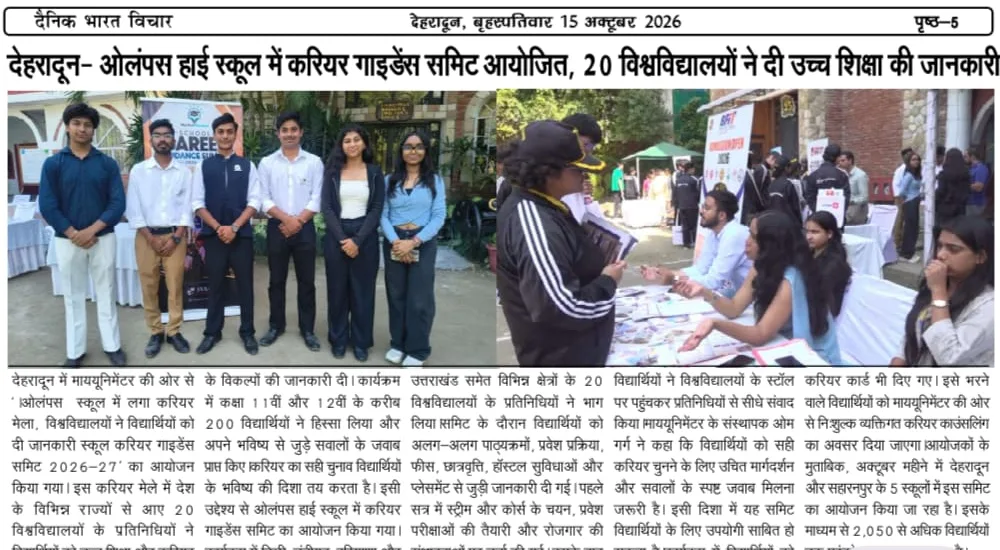 दैनिक भारत विचार
देहरादून, बृहस्पतिवार 15 अक्टूबर 2026
पृष्ठ–5
देहरादून– ओलंपस हाई स्कूल में करियर गाइडेंस समिट आयोजित, 20 विश्वविद्यालयों ने दी उच्च शिक्षा की जानकारी
देहरादून में माययूनिमेंटर की ओर से
'।ओलंपस स्कूल में लगा करियर
मेला, विश्वविद्यालयों ने विद्यार्थियों को
दी जानकारी स्कूल करियर गाइडेंस
समिट 2026–27' का आयोजन
किया गया। इस करियर मेले में देश
के विभिन्न राज्यों से आए 20
विश्वविद्यालयों के प्रतिनिधियों ने
के विकल्पों की जानकारी दी। कार्यक्रम
में कक्षा 11वीं और 12वीं के करीब
200 विद्यार्थियों ने हिस्सा लिया और
अपने भविष्य से जुड़े सवालों के जवाब
प्राप्त किए।करियर का सही चुनाव विद्यार्थियों
के भविष्य की दिशा तय करता है। इसी
उद्देश्य से ओलंपस हाई स्कूल में करियर
गाइडेंस समिट का आयोजन किया गया।
उत्तराखंड समेत विभिन्न क्षेत्रों के 20
विश्वविद्यालयों के प्रतिनिधियों ने भाग
लिया।समिट के दौरान विद्यार्थियों को
अलग–अलग पाठ्यक्रमों, प्रवेश प्रक्रिया,
फीस, छात्रवृत्ति, हॉस्टल सुविधाओं और
प्लेसमेंट से जुड़ी जानकारी दी गई। पहले
सत्र में स्ट्रीम और कोर्स के चयन, प्रवेश
परीक्षाओं की तैयारी और रोजगार की
विद्यार्थियों ने विश्वविद्यालयों के स्टॉल
पर पहुंचकर प्रतिनिधियों से सीधे संवाद
किया।माययूनिमेंटर के संस्थापक ओम
गर्ग ने कहा कि विद्यार्थियों को सही
करियर चुनने के लिए उचित मार्गदर्शन
और सवालों के स्पष्ट जवाब मिलना
जरूरी है। इसी दिशा में यह समिट
विद्यार्थियों के लिए उपयोगी साबित हो
करियर कार्ड भी दिए गए। इसे भरने
वाले विद्यार्थियों को माययूनिमेंटर की ओर
से निःशुल्क व्यक्तिगत करियर काउंसलिंग
का अवसर दिया जाएगा।आयोजकों के
मुताबिक, अक्टूबर महीने में देहरादून
और सहारनपुर के 5 स्कूलों में इस समिट
का आयोजन किया जा रहा है। इसके
माध्यम से 2,050 से अधिक विद्यार्थियों